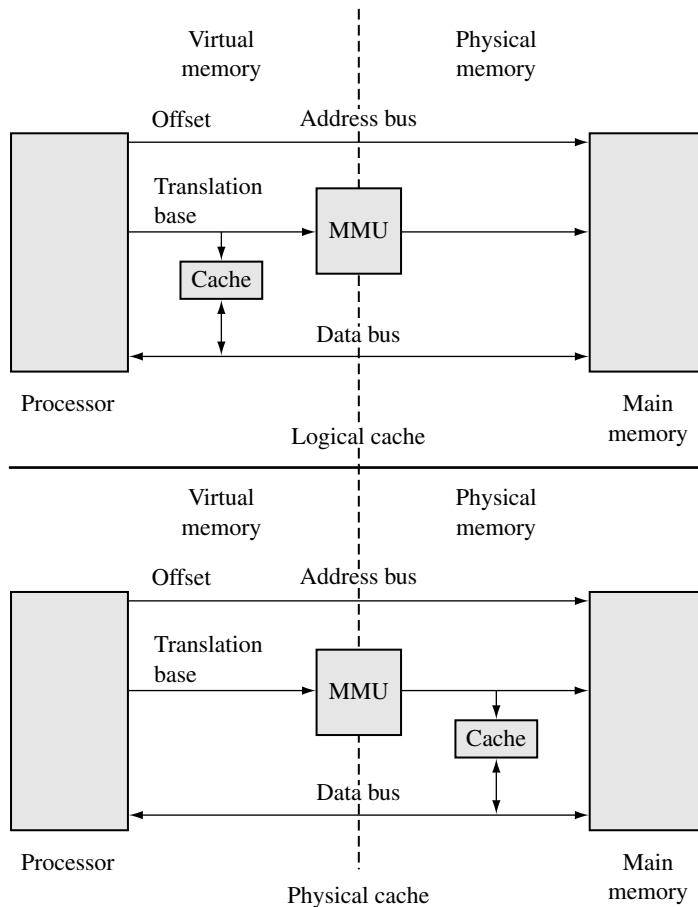 Virtual
memory
Physical
memory
Offset
Address bus
Translation
base
MMU
Cache
Data bus
Processor
Main
memory
Logical cache
Virtual
memory
Physical
memory
Offset
Address bus
Translation
base
MMU
Cache
Data bus
Processor
Main
memory
Physical cache